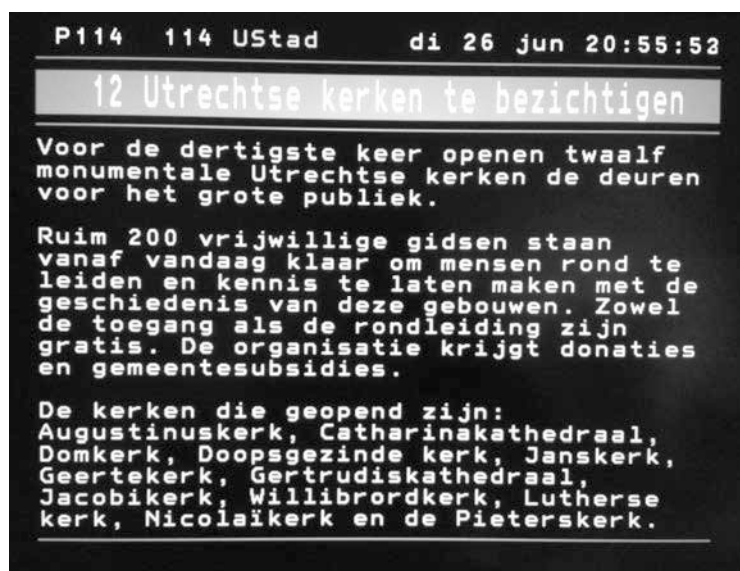 P114 114 UStad di 26 jun 20:55:53
12 Utrechtse kerken te bezichtigen
Voor de dertigste keer openen twaalf
monumentale Utrechtse kerken de deuren
voor het grote publiek.
Ruim 200 vrijwillige gidsen staan
vanaf vandaag klaar om mensen rond te
leiden en kennis te laten maken met de
geschiedenis van deze gebouwen. Zowel
de toegang als de rondleiding zijn
gratis. De organisatie krijgt donaties
en gemeentesubsidies.
De kerken die geopend zijn:
Augustinuskerk, Catharinakathedraal,
Domkerk, Doopsgezinde kerk, Janskerk,
Geertekerk, Gertrudiskathedraal,
Jacobikerk, Willibrordkerk, Lutherse
kerk, Nicolaïkerk en de Pieterskerk.